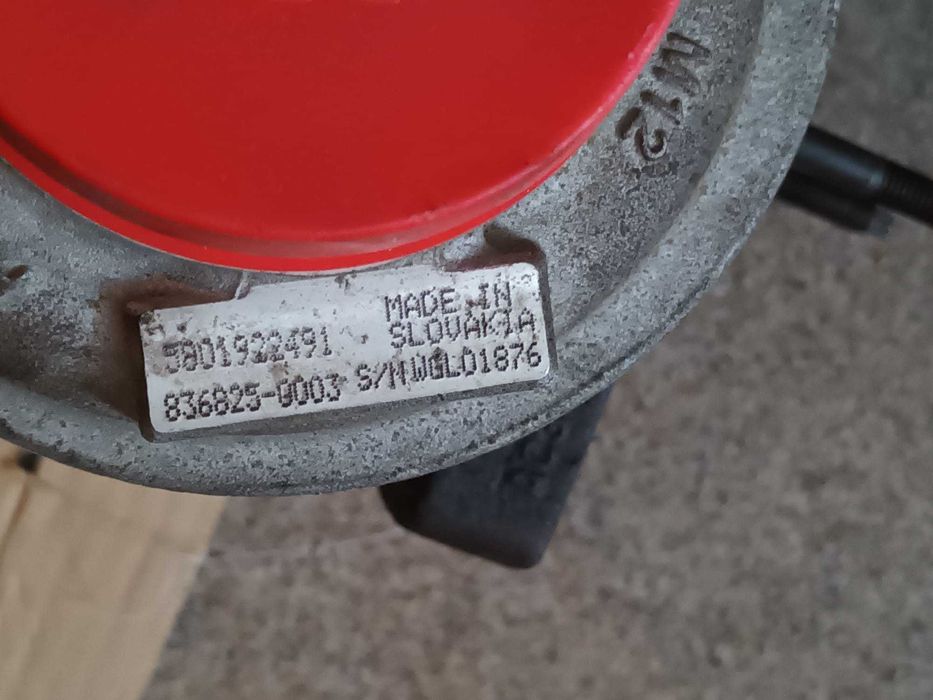 M12
MADE IN
SLOVAKIA
5801922491
836825-0003 S/N.WGL01876